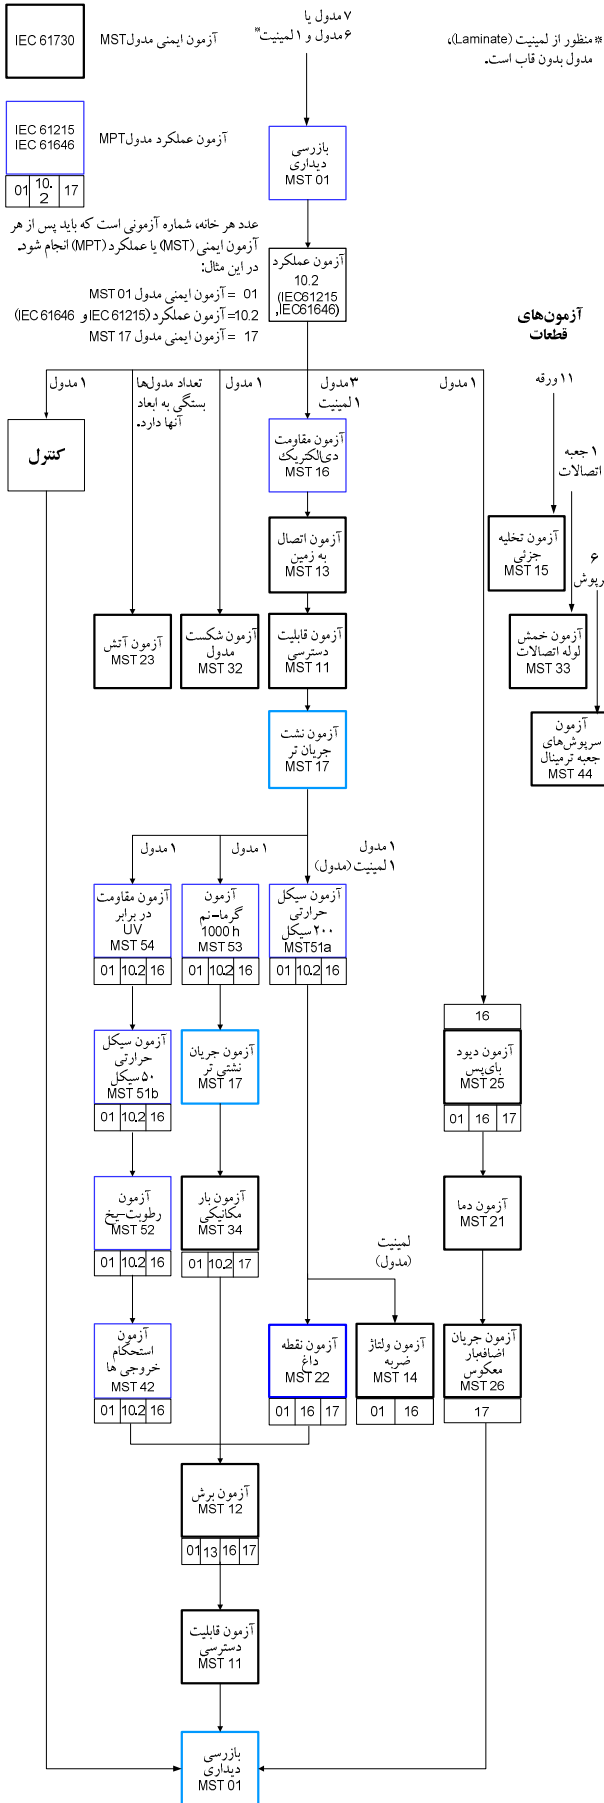 IEC 61730
آزمون ایمنی مدول MST
۷ مدول یا
۶ مدول و ۱ لمینیت*
* منظور از لمینیت (Laminate)،
مدول بدون قاب است.
IEC 61215
IEC 61646
آزمون عملکرد مدول MPT
01 10.2 17
بازرسی
دیداری
MST 01
عدد هر خانه، شماره آزمونی است که باید پس از هر
آزمون ایمنی (MST) یا عملکرد (MPT) انجام شود.
در این مثال:
01 = آزمون ایمنی مدول MST 01
10.2= آزمون عملکرد (IEC 61215 و IEC 61646)
17 = آزمون ایمنی مدول MST 17
آزمون عملکرد
10.2
(IEC61215
,IEC61646)
آزمون‌های
قطعات
۱ مدول
تعداد مدول‌ها
بستگی به ابعاد
آنها دارد.
۱ مدول
۳ مدول
۱ لمینیت
۱ مدول
۱۱ ورقه
کنترل
آزمون مقاومت
دی‌الکتریک
MST 16
۱ جعبه
اتصالات
آزمون اتصال
به زمین
MST 13
آزمون تخلیه
جزئی
MST 15
۶
رپوش
آزمون آتش
MST 23
آزمون شکست
مدول
MST 32
آزمون قابلیت
دسترسی
MST 11
آزمون خمش
لوله اتصالات
MST 33
آزمون نشت
جریان تر
MST 17
آزمون
سرپوش‌های
جعبه ترمینال
MST 44
۱ مدول
۱ مدول
۱ مدول
۱ لمینیت (مدول)
آزمون مقاومت
در برابر
UV
MST 54
01 10.2 16
آزمون
گرما-نم
1000 h
MST 53
01 10.2 16
آزمون سیکل
حرارتی
۲۰۰ سیکل
MST51a
01 10.2 16
آزمون سیکل
حرارتی
۵۰ سیکل
MST 51b
01 10.2 16
آزمون جریان
نشتی تر
MST 17
16
آزمون دیود
بای‌پس
MST 25
01 16 17
آزمون
رطوبت-یخ
MST 52
01 10.2 16
آزمون بار
مکانیکی
MST 34
01 10.2 17
آزمون دما
MST 21
لمینیت
(مدول)
آزمون
استحکام
خروجی ها
MST 42
01 10.2 16
آزمون نقطه
داغ
MST 22
01 16 17
آزمون ولتاژ
ضربه
MST 14
01 16
آزمون جریان
اضافه‌بار
معکوس
MST 26
17
آزمون برش
MST 12
01 13 16 17
آزمون قابلیت
دسترسی
MST 11
بازرسی
دیداری
MST 01